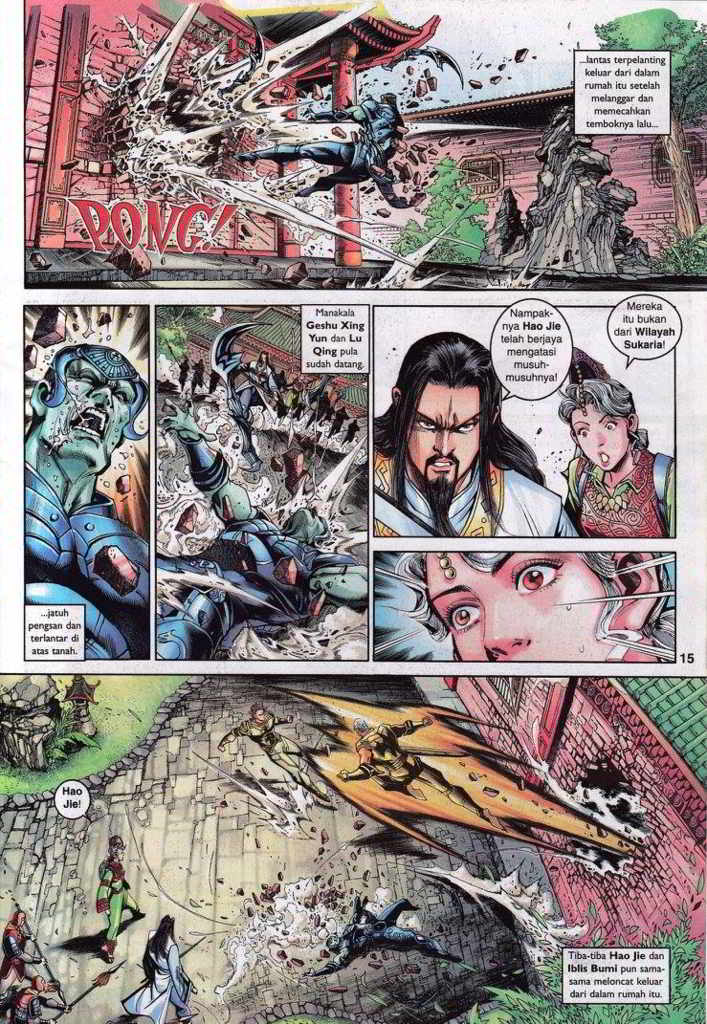 ...lantas terpelanting
keluar dari dalam
rumah itu setelah
melanggar dan
memecahkan
temboknya lalu...
PONG!
Manakala
Geshu Xing
Yun dan Lu
Qing pula
sudah datang.
Nampak-
nya Hao Jie
telah berjaya
mengatasi
musuh-
musuhnya!
Mereka
itu bukan
dari Wilayah
Sukaria!
...jatuh
pengsan dan
terlantar di
atas tanah.
15
Hao
Jie!
Tiba-tiba Hao Jie dan
Iblis Bumi pun sama-
sama meloncat keluar
dari dalam rumah itu.